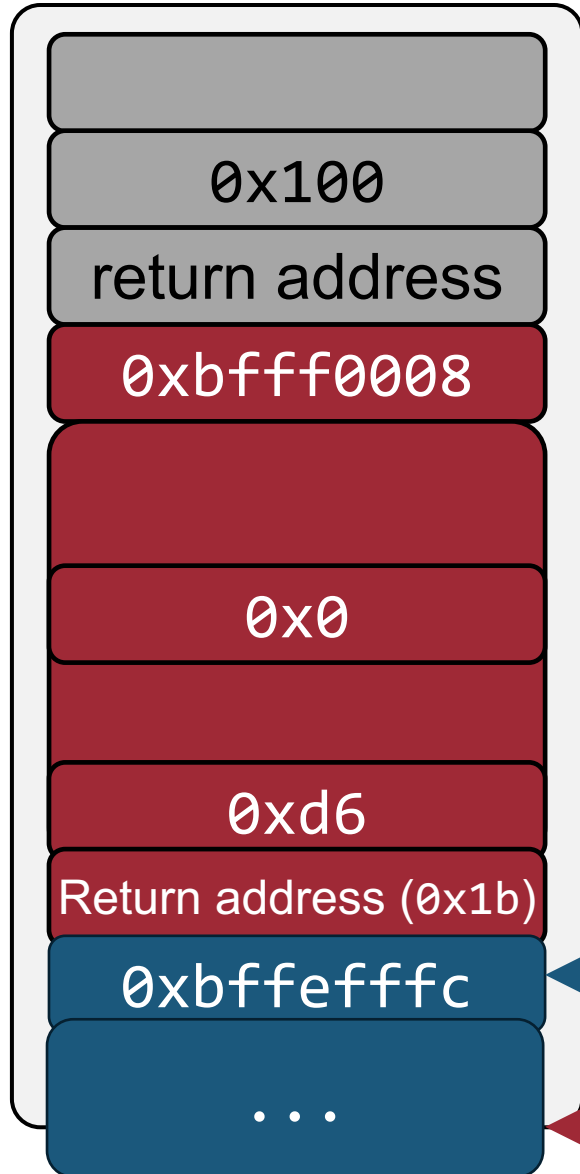 0x100
return address
0xbfff0008
0x0
0xd6
Return address (0x1b)
0xbffefffc
...